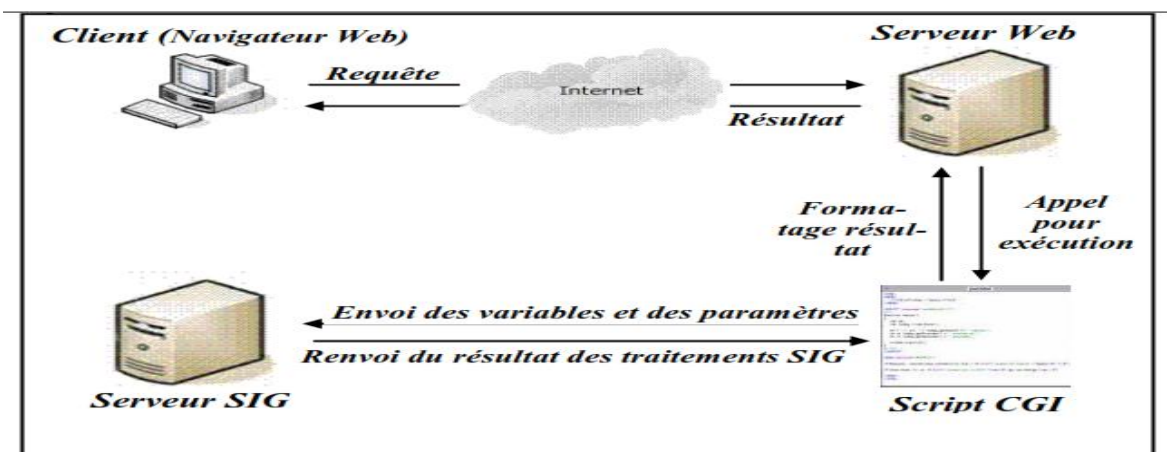 Client (Navigateur Web)
Serveur Web
Requête
Internet
Résultat
Forma-
tage résul-
tat
Appel
pour
exécution
Envoi des variables et des paramètres
Renvoi du résultat des traitements SIG
Serveur SIG
Script CGI